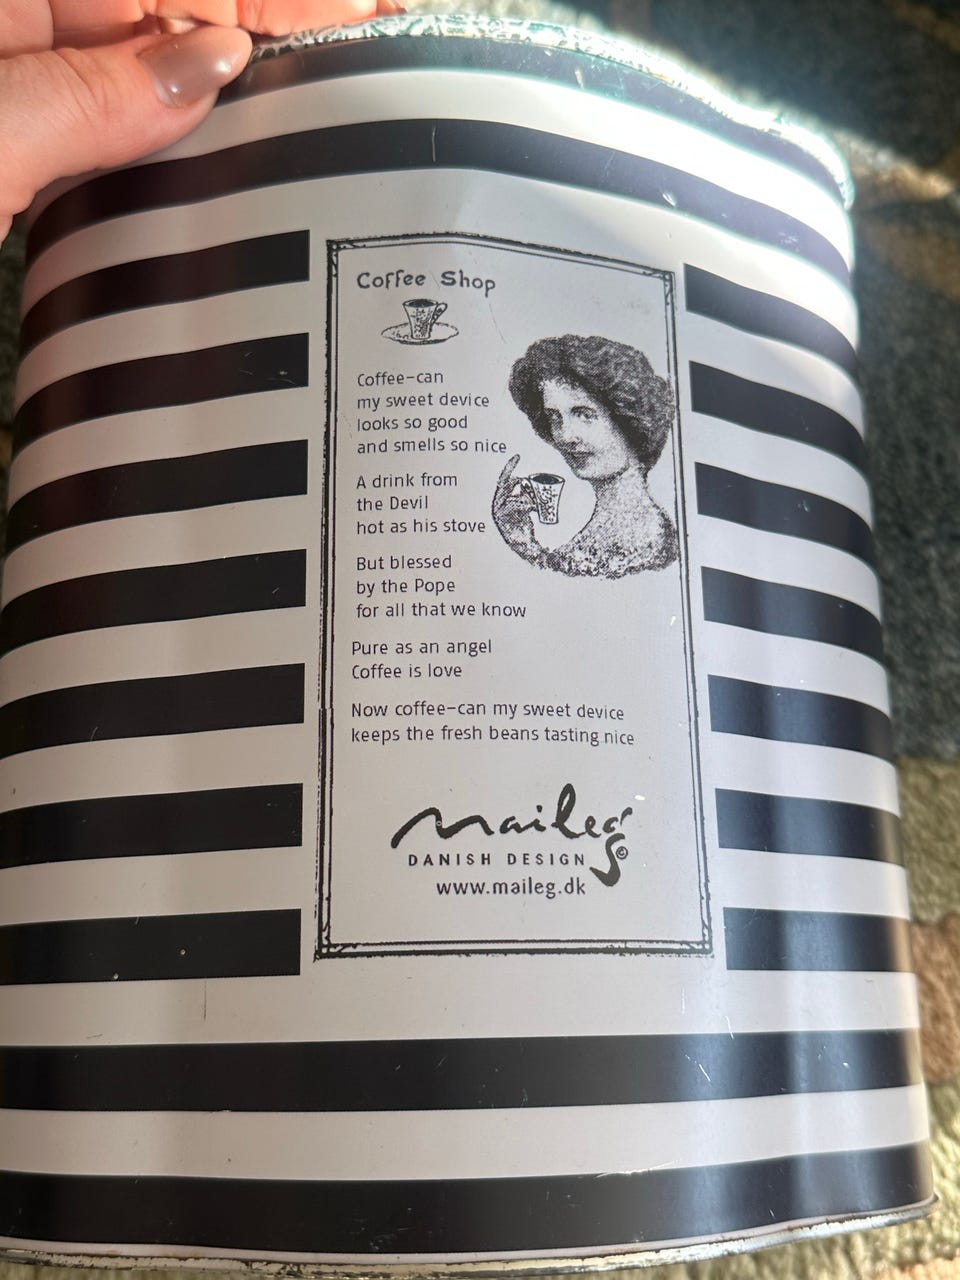 Coffee Shop
Coffee-can
my sweet device
looks so good
and smells so nice
A drink from
the Devil
hot as his stove
But blessed
by the Pope
for all that we know
Pure as an angel
Coffee is love
Now coffee-can my sweet device
keeps the fresh beans tasting nice
maileg ©
DANISH DESIGN
www.maileg.dk